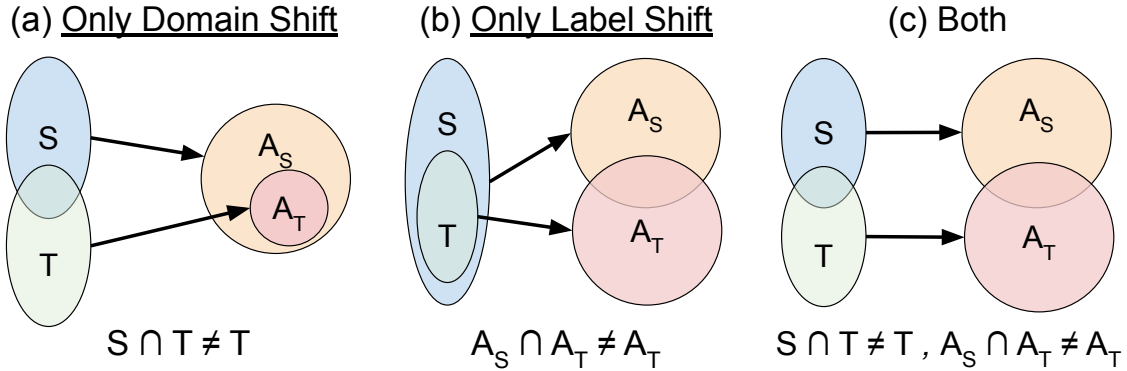 (a) Only Domain Shift
(b) Only Label Shift
(c) Both
S
T
A_S
A_T
S
T
A_S
A_T
S
T
A_S
A_T
S ∩ T ≠ T
A_S ∩ A_T ≠ A_T
S ∩ T ≠ T , A_S ∩ A_T ≠ A_T